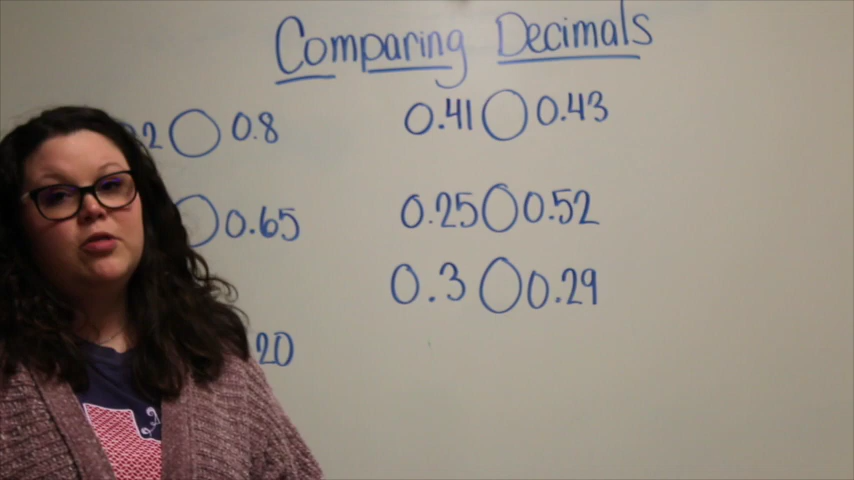 Comparing Decimals
2 ◯ 0.8
◯ 0.65
20
0.41 ◯ 0.43
0.25 ◯ 0.52
0.3 ◯ 0.29